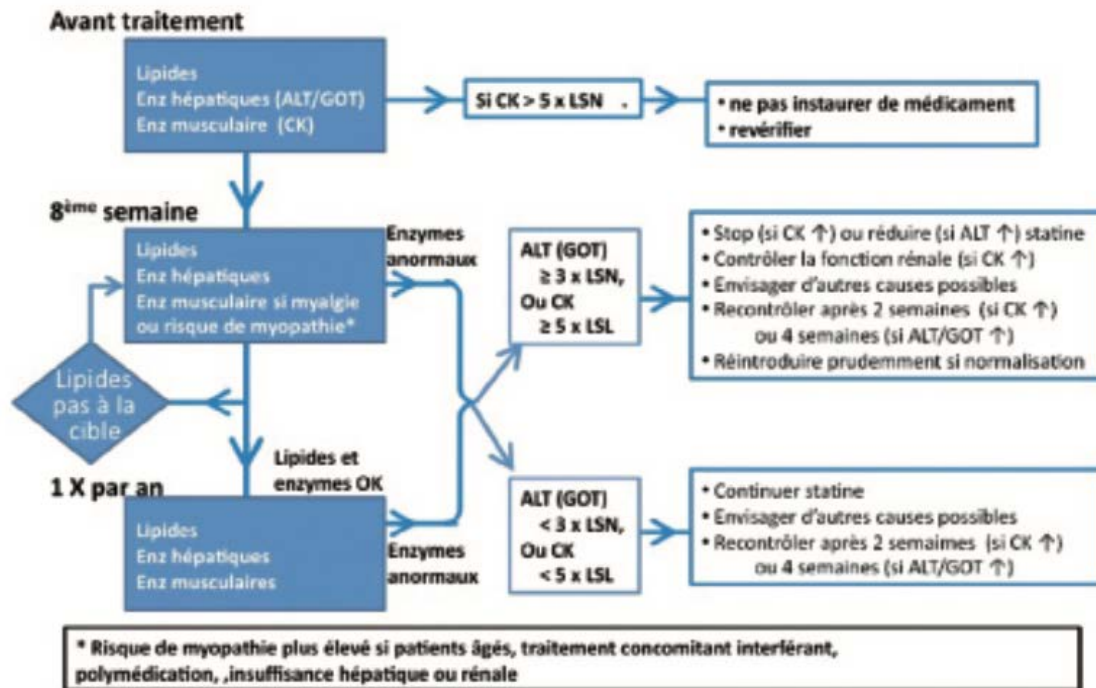 Avant traitement
Lipides
Enz hépatiques (ALT/GOT)
Enz musculaire (CK)
Si CK > 5 x LSN .
• ne pas instaurer de médicament
• revérifier
8ème semaine
Lipides
Enz hépatiques
Enz musculaire si myalgie
ou risque de myopathie*
Enzymes
anormaux
ALT (GOT)
≥ 3 x LSN,
Ou CK
≥ 5 x LSL
• Stop (si CK ↑) ou réduire (si ALT ↑) statine
• Contrôler la fonction rénale (si CK ↑)
• Envisager d'autres causes possibles
• Recontrôler après 2 semaines (si CK ↑)
ou 4 semaines (si ALT/GOT ↑)
• Réintroduire prudemment si normalisation
Lipides
pas à la
cible
1 X par an
Lipides et
enzymes OK
Lipides
Enz hépatiques
Enz musculaires
Enzymes
anormaux
ALT (GOT)
< 3 x LSN,
Ou CK
< 5 x LSL
• Continuer statine
• Envisager d'autres causes possibles
• Recontrôler après 2 semaimes (si CK ↑)
ou 4 semaines (si ALT/GOT ↑)
* Risque de myopathie plus élevé si patients âgés, traitement concomitant interférant,
polymédication, ,insuffisance hépatique ou rénale